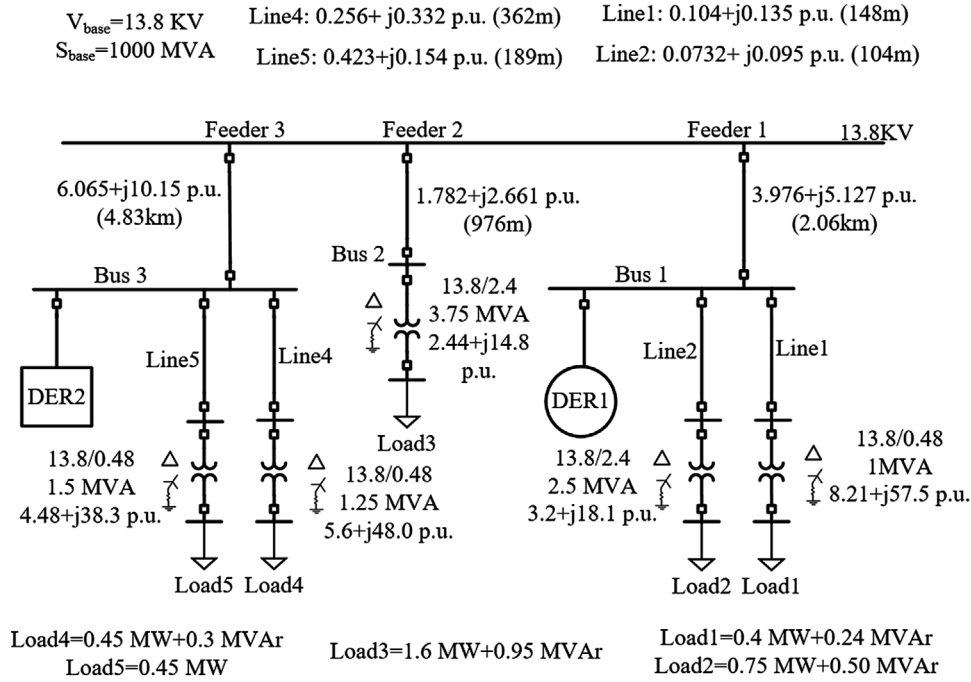 V_base=13.8 KV
S_base=1000 MVA
Line4: 0.256+ j0.332 p.u. (362m)
Line5: 0.423+j0.154 p.u. (189m)
Line1: 0.104+j0.135 p.u. (148m)
Line2: 0.0732+ j0.095 p.u. (104m)
Feeder 3
Feeder 2
Feeder 1
13.8KV
6.065+j10.15 p.u.
(4.83km)
1.782+j2.661 p.u.
(976m)
3.976+j5.127 p.u.
(2.06km)
Bus 3
Bus 2
Bus 1
13.8/2.4
3.75 MVA
2.44+j14.8
p.u.
Line5
Line4
Line2
Line1
DER2
DER1
Load3
13.8/0.48
1.5 MVA
4.48+j38.3 p.u.
13.8/0.48
1.25 MVA
5.6+j48.0 p.u.
13.8/2.4
2.5 MVA
3.2+j18.1 p.u.
13.8/0.48
1MVA
8.21+j57.5 p.u.
Load5
Load4
Load2
Load1
Load4=0.45 MW+0.3 MVAr
Load5=0.45 MW
Load3=1.6 MW+0.95 MVAr
Load1=0.4 MW+0.24 MVAr
Load2=0.75 MW+0.50 MVAr